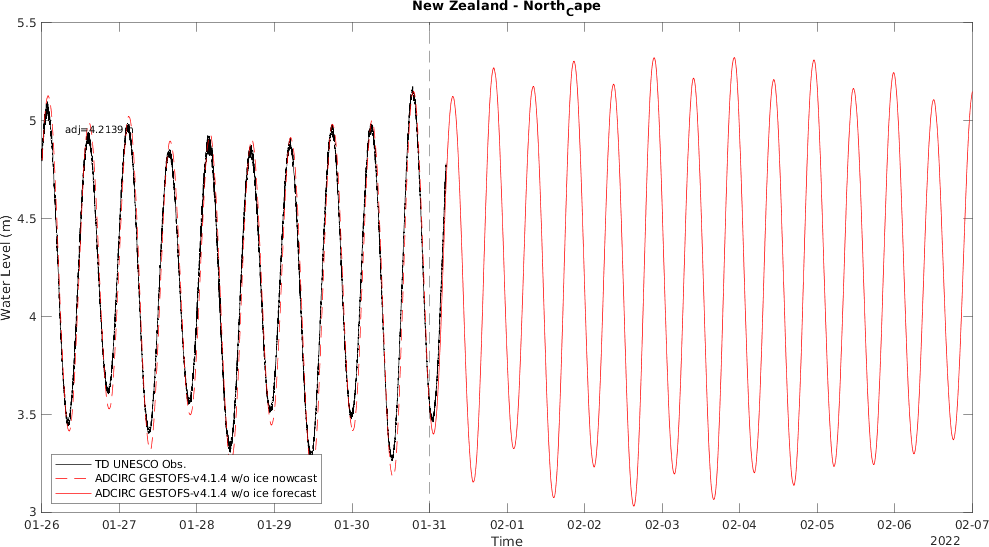 New Zealand - NorthCape
5.5
5
4.5
4
3.5
3
Water Level (m)
adj=4.2139 m
TD UNESCO Obs.
ADCIRC GESTOFS-v4.1.4 w/o ice nowcast
ADCIRC GESTOFS-v4.1.4 w/o ice forecast
01-26 01-27 01-28 01-29 01-30 01-31 02-01 02-02 02-03 02-04 02-05 02-06 02-07
Time
2022